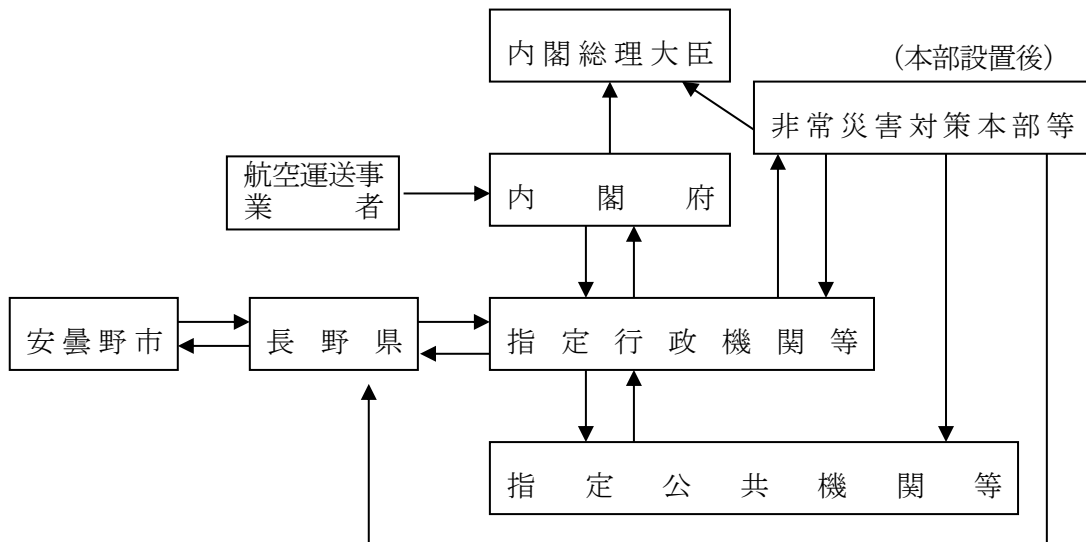 内閣総理大臣
(本部設置後)
非常災害対策本部等
航空運送事
業者
内閣府
安曇野市
長野県
指定行政機関等
指定公共機関等